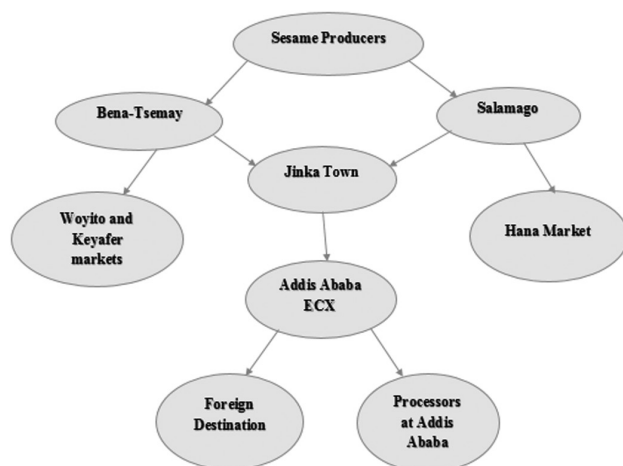 Sesame Producers
Bena-Tsemay
Salamago
Jinka Town
Woyito and
Keyafer
markets
Hana Market
Addis Ababa
ECX
Foreign
Destination
Processors
at Addis
Ababa